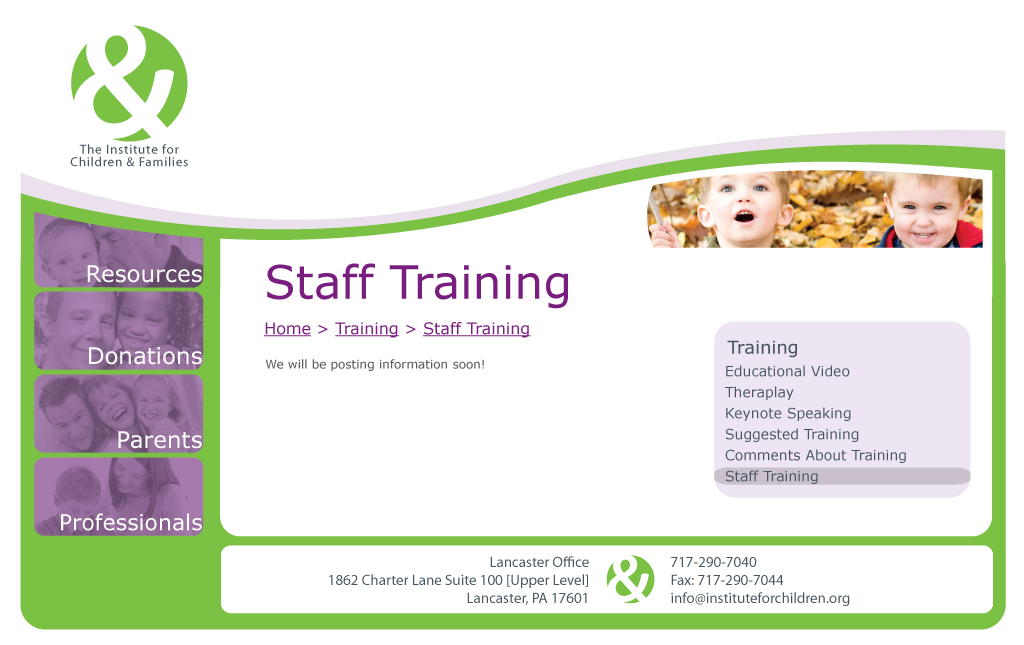 The Institute for
Children & Families
Resources
Donations
Parents
Professionals
Staff Training
Home > Training > Staff Training
We will be posting information soon!
Training
Educational Video
Theraplay
Keynote Speaking
Suggested Training
Comments About Training
Staff Training
Lancaster Office
1862 Charter Lane Suite 100 [Upper Level]
Lancaster, PA 17601
&
717-290-7040
Fax: 717-290-7044
info@instituteforchildren.org